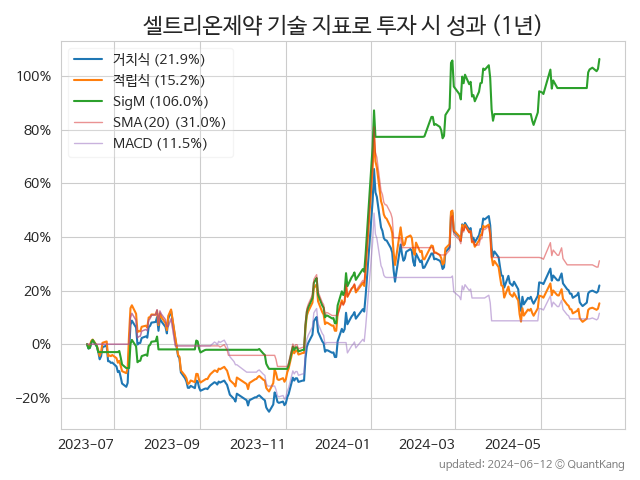 셀트리온제약 기술 지표로 투자 시 성과 (1년)
거치식 (21.9%)
적립식 (15.2%)
SigM (106.0%)
SMA(20) (31.0%)
MACD (11.5%)
100%
80%
60%
40%
20%
0%
−20%
2023-07 2023-09 2023-11 2024-01 2024-03 2024-05
updated: 2024-06-12 © QuantKang